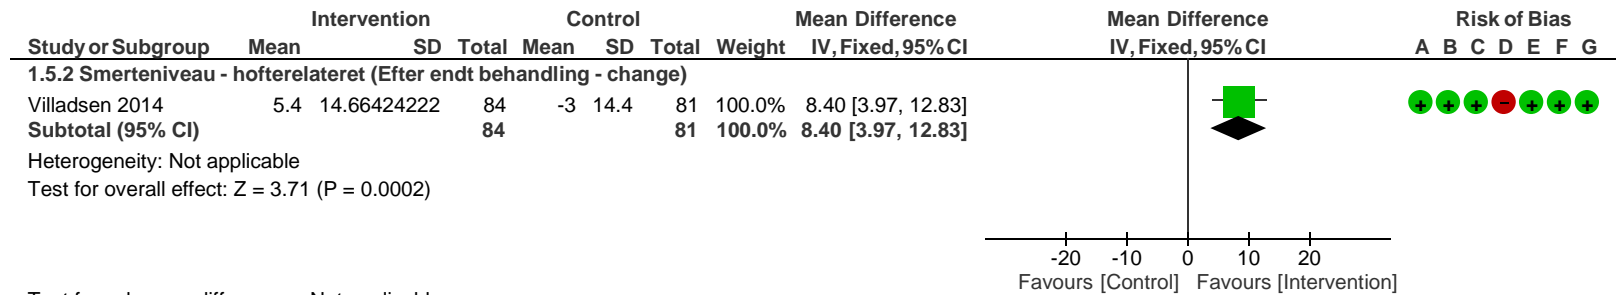 Intervention Control Mean Difference Mean Difference Risk of Bias
Study or Subgroup Mean SD Total Mean SD Total Weight IV, Fixed, 95% CI IV, Fixed, 95% CI A B C D E F G
1.5.2 Smerteniveau - hofterelateret (Efter endt behandling - change)
Villadsen 2014 5.4 14.66424222 84 -3 14.4 81 100.0% 8.40 [3.97, 12.83] + + + – + + +
Subtotal (95% CI) 84 81 100.0% 8.40 [3.97, 12.83]
Heterogeneity: Not applicable
Test for overall effect: Z = 3.71 (P = 0.0002)
-20 -10 0 10 20
Favours [Control] Favours [Intervention]